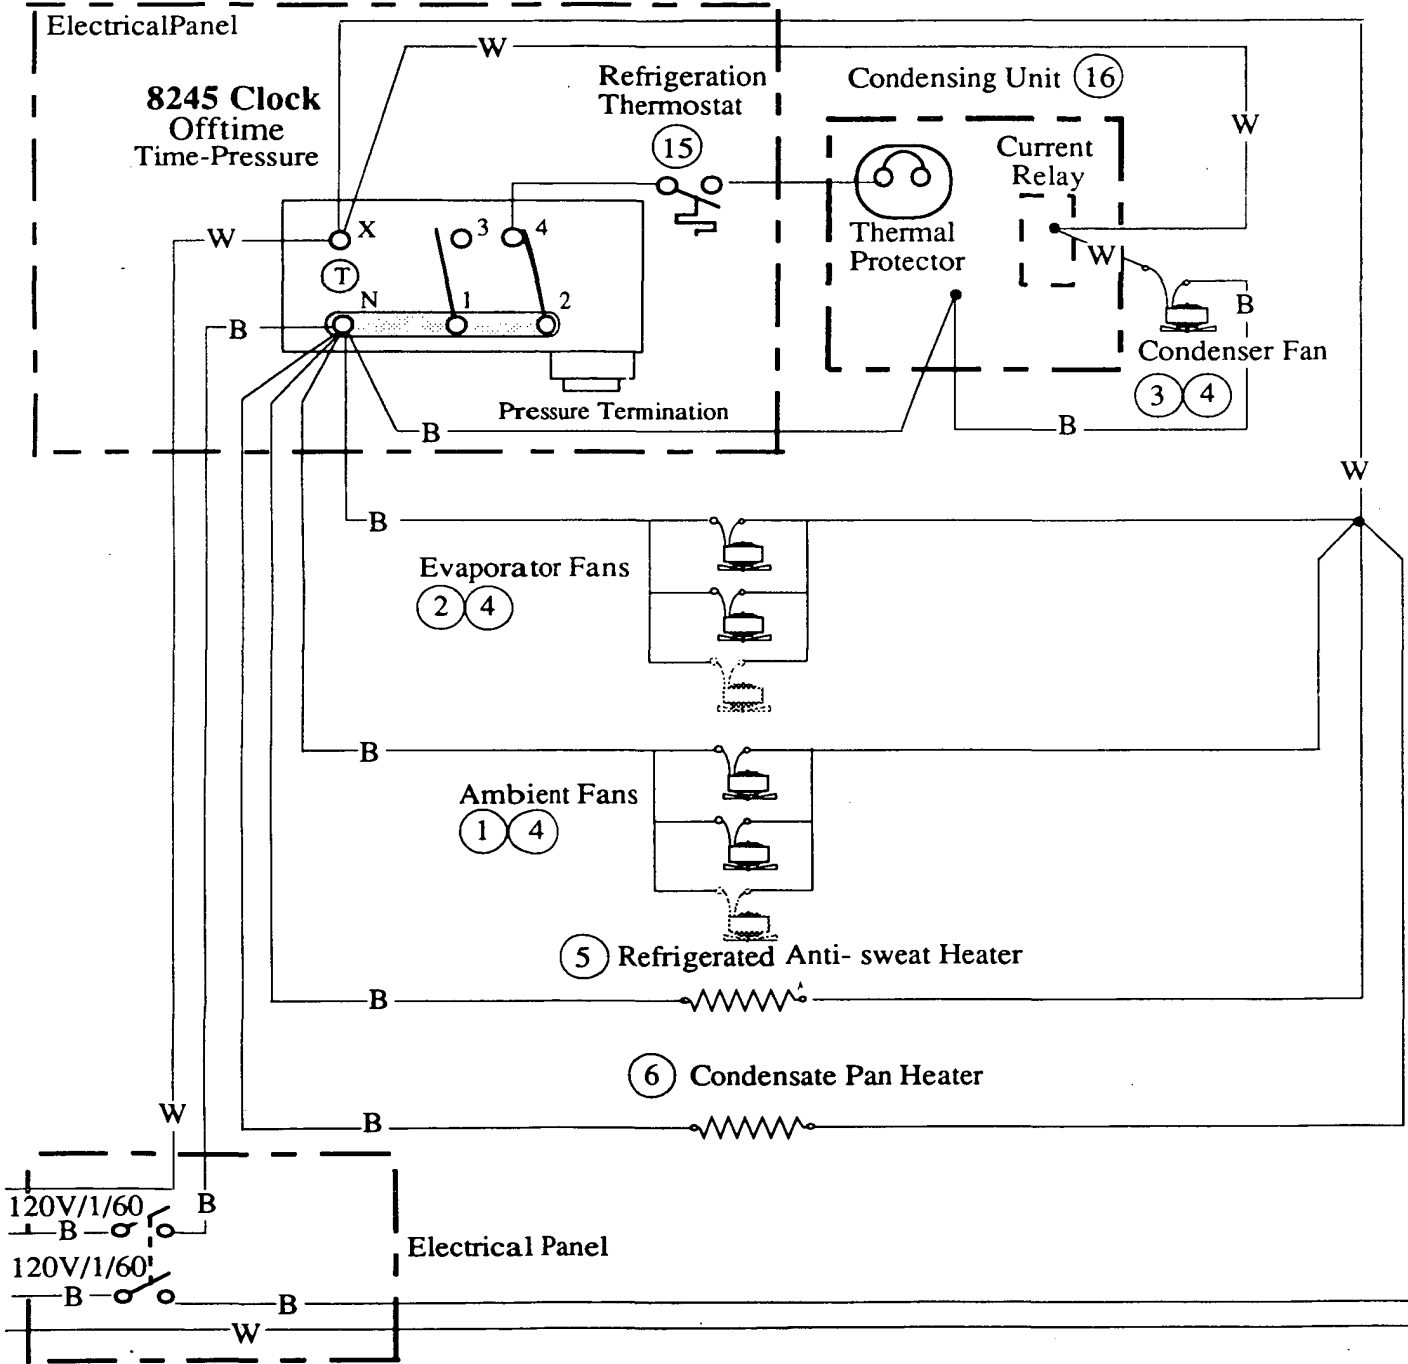 ElectricalPanel
W
8245 Clock
Offtime
Time-Pressure
Refrigeration
Thermostat
15
Condensing Unit 16
W
Current
Relay
Thermal
Protector
W
X
3
4
W
T
N
1
2
B
B
Condenser Fan
3 4
Pressure Termination
B
B
W
B
Evaporator Fans
2 4
B
Ambient Fans
1 4
5 Refrigerated Anti- sweat Heater
B
6 Condensate Pan Heater
W
B
120V/1/60
B
B
Electrical Panel
120V/1/60
B
B
W